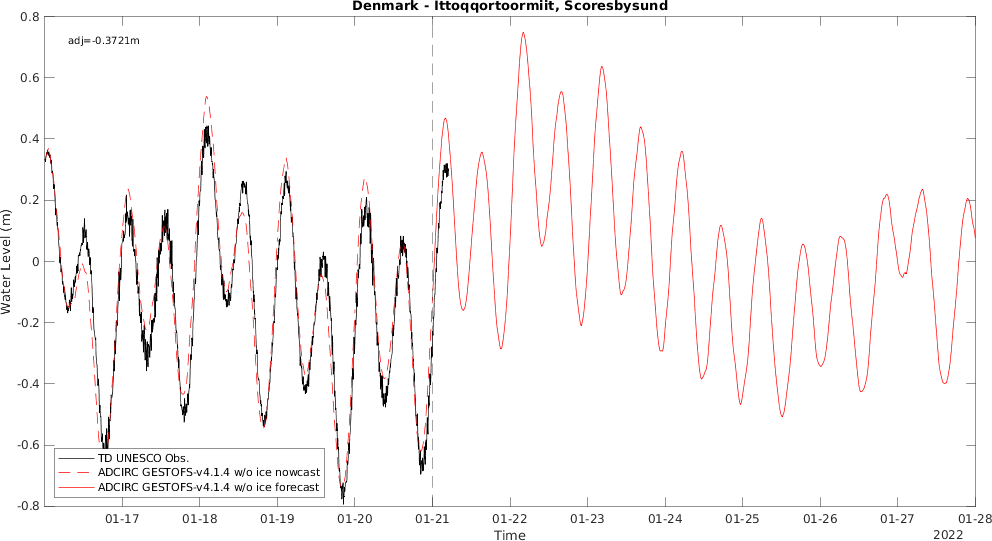 Denmark - Ittoqqortoormiit, Scoresbysund
adj=-0.3721m
0.8
0.6
0.4
0.2
0
-0.2
-0.4
-0.6
-0.8
Water Level (m)
TD UNESCO Obs.
ADCIRC GESTOFS-v4.1.4 w/o ice nowcast
ADCIRC GESTOFS-v4.1.4 w/o ice forecast
01-17 01-18 01-19 01-20 01-21 01-22 01-23 01-24 01-25 01-26 01-27 01-28
Time
2022